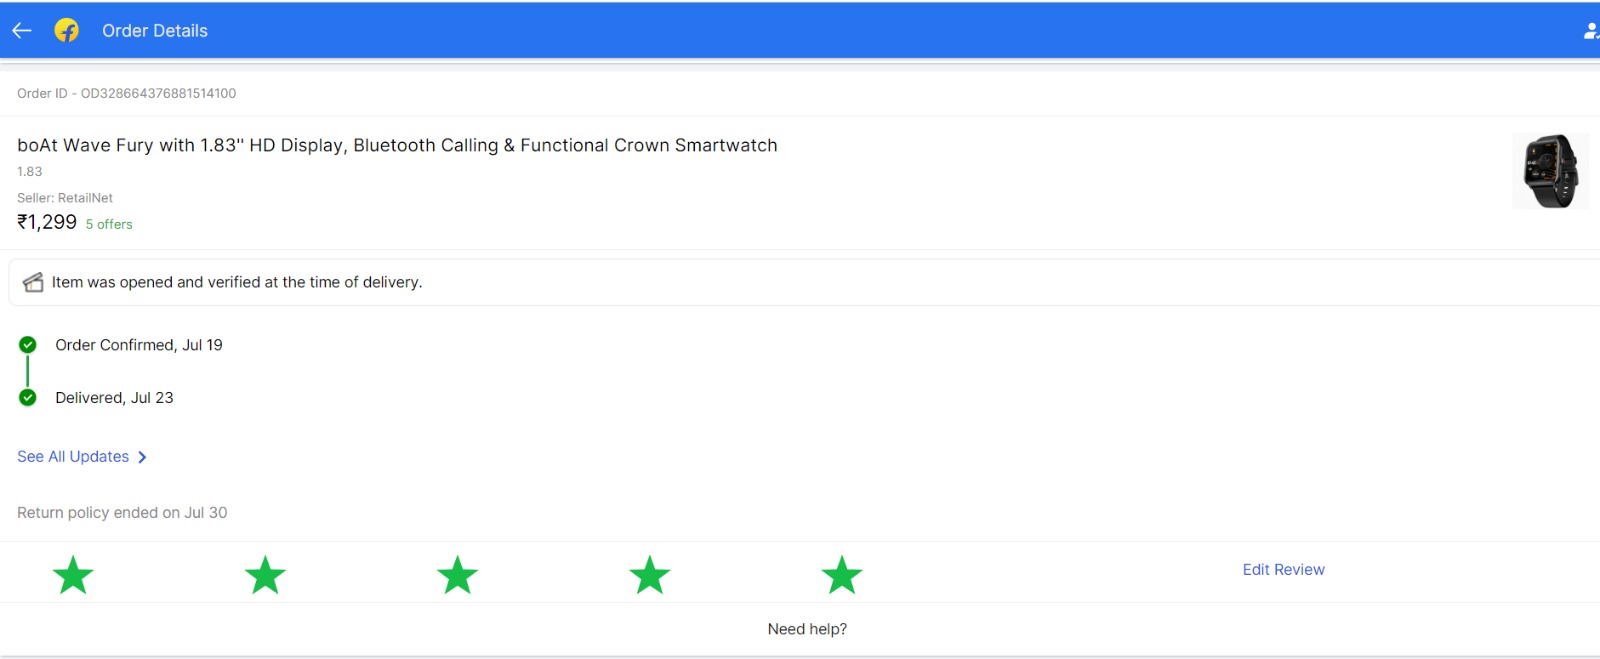 Order Details
Order ID - OD328664376881514100
boAt Wave Fury with 1.83'' HD Display, Bluetooth Calling & Functional Crown Smartwatch
1.83
Seller: RetailNet
₹1,299 5 offers
Item was opened and verified at the time of delivery.
Order Confirmed, Jul 19
Delivered, Jul 23
See All Updates
Return policy ended on Jul 30
Edit Review
Need help?